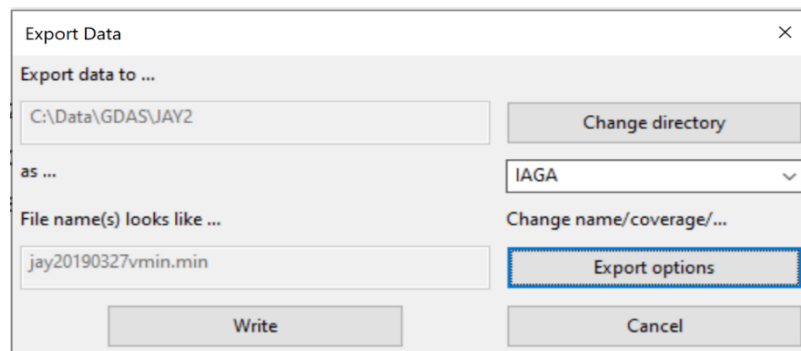 Export Data
Export data to ...
C:\Data\GDAS\JAY2
Change directory
as ...
IAGA
File name(s) looks like ...
Change name/coverage/...
jay20190327vmin.min
Export options
Write
Cancel